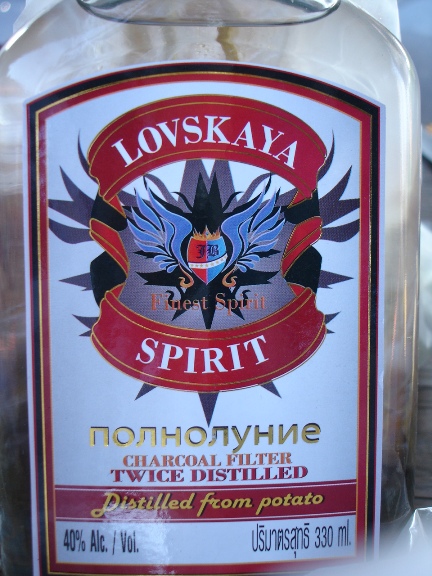 LOVSKAYA
JB
Finest Spirit
SPIRIT
полнолуние
CHARCOAL FILTER
TWICE DISTILLED
Distilled from potato
40% Alc. / Vol.
ปริมาตรสุทธิ 330 ml.